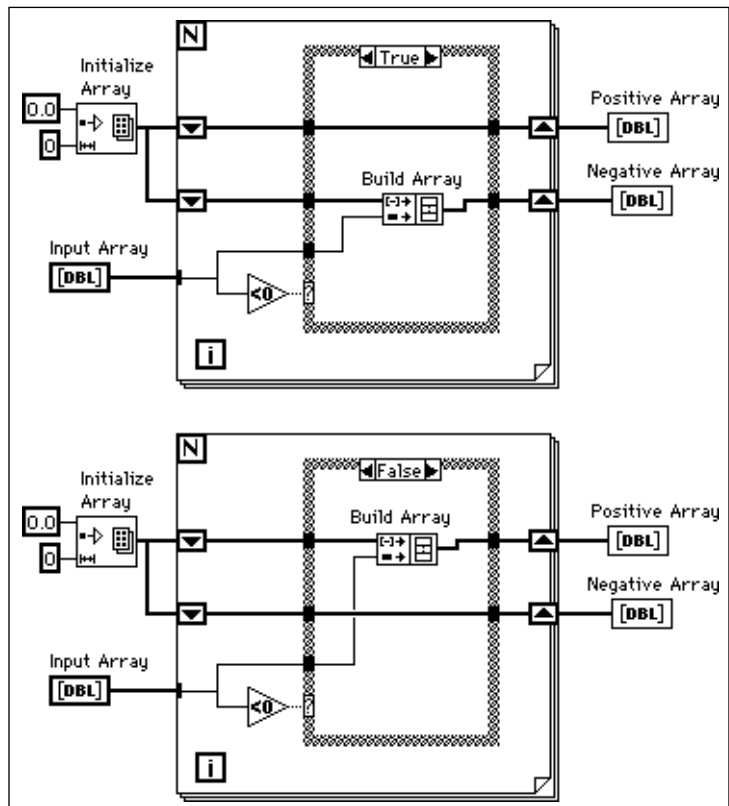 N
True
Initialize
Array
0.0
0
Positive Array
[DBL]
Build Array
Negative Array
[DBL]
Input Array
[DBL]
<0
?
i
N
False
Initialize
Array
0.0
0
Build Array
Positive Array
[DBL]
Negative Array
[DBL]
Input Array
[DBL]
<0
?
i